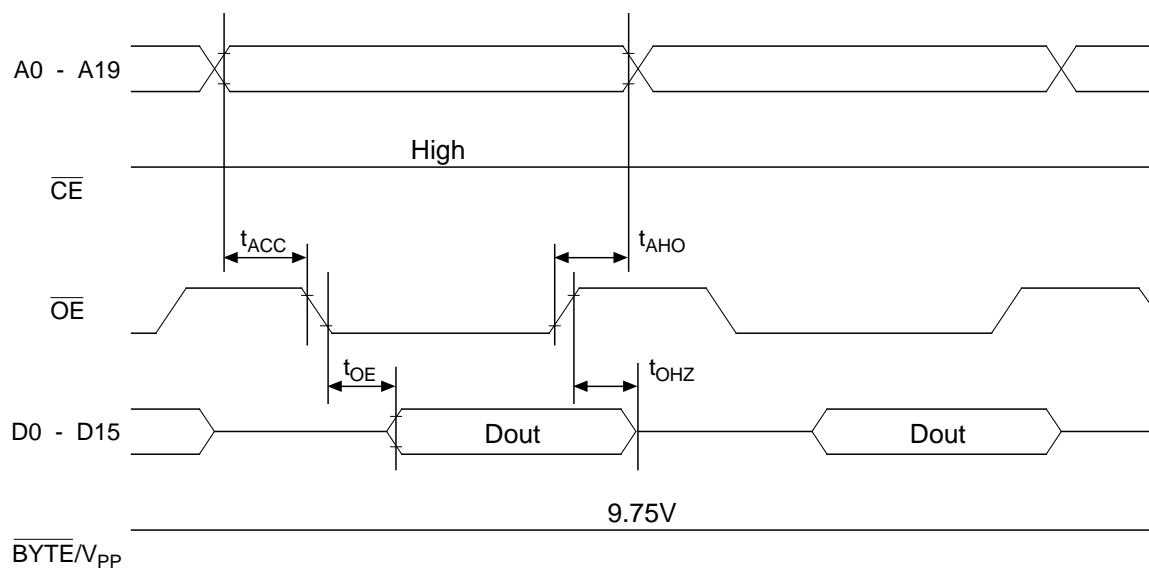 A0 - A19
High
CE
tACC
tAHO
OE
tOE
tOHZ
D0 - D15
Dout
Dout
9.75V
BYTE/VPP